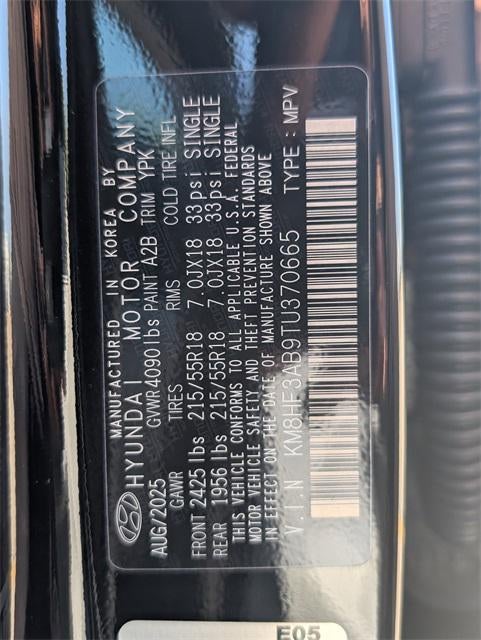 MANUFACTURED IN KOREA BY
HYUNDAI MOTOR COMPANY
AUG/2025 GVWR 4090 lbs PAINT A2B TRIM YPK
GAWR TIRES RIMS COLD TIRE INFL
FRONT 2425 lbs 215/55R18 7.0JX18 33psi SINGLE
REAR 1956 lbs 215/55R18 7.0JX18 33psi SINGLE
THIS VEHICLE CONFORMS TO ALL APPLICABLE U.S.A. FEDERAL
MOTOR VEHICLE SAFETY AND THEFT PREVENTION STANDARDS
IN EFFECT ON THE DATE OF MANUFACTURE SHOWN ABOVE
V.I.N KM8HF3AB9TU370665 TYPE : MPV
E05